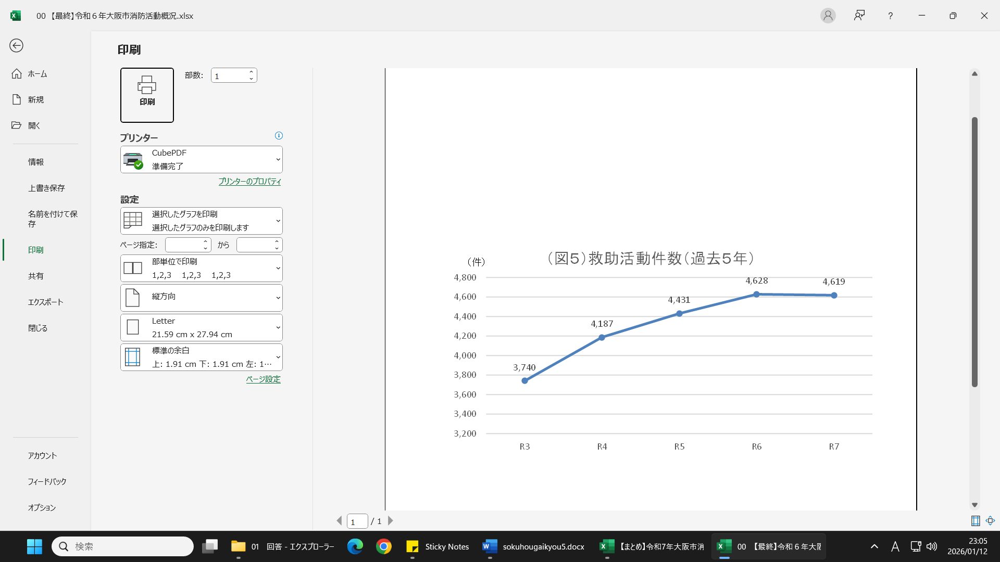 00 【最終】令和６年大阪市消防活動概況.xlsx
?
印刷
ホーム
新規
開く
情報
上書き保存
名前を付けて保
存
印刷
共有
エクスポート
閉じる
アカウント
フィードバック
オプション
印刷
部数: 1
プリンター
CubePDF
準備完了
プリンターのプロパティ
設定
選択したグラフを印刷
選択したグラフのみを印刷します
ページ指定: から
部単位で印刷
1,2,3 1,2,3 1,2,3
縦方向
Letter
21.59 cm x 27.94 cm
標準の余白
上: 1.91 cm 下: 1.91 cm 左: 1…
ページ設定
（図５）救助活動件数（過去５年）
（件）
4,800
4,600
4,400
4,200
4,000
3,800
3,600
3,400
3,200
3,740
4,187
4,431
4,628
4,619
R3 R4 R5 R6 R7
1 / 1
検索
01 回答 - エクスプローラー
Sticky Notes
sokuhougaikyou5.docx
【まとめ】令和7年大阪市消
00 【最終】令和６年大阪
A
23:05
2026/01/12